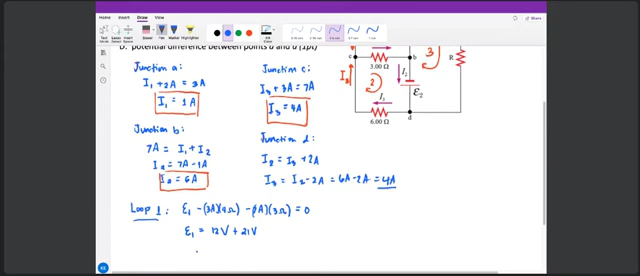 Home Insert Draw View
D. potential difference between points b and d (1pt)
Junction a:
I₁ + 2A = 3A
I₁ = 1A
Junction b:
7A = I₁ + I₂
I₂ = 7A - 1A
I₂ = 6A
Junction c:
I₃ + 3A = 7A
I₃ = 4A
Junction d:
I₂ = I₃ + 2A
I₃ = I₂ - 2A = 6A - 2A = 4A
Loop 1: ε₁ - (3A)(4Ω) - (7A)(3Ω) = 0
ε₁ = 12V + 21V
c
3.00 Ω
b
3
R
I₃
2
I₂
ε₂
I₃
6.00 Ω
d